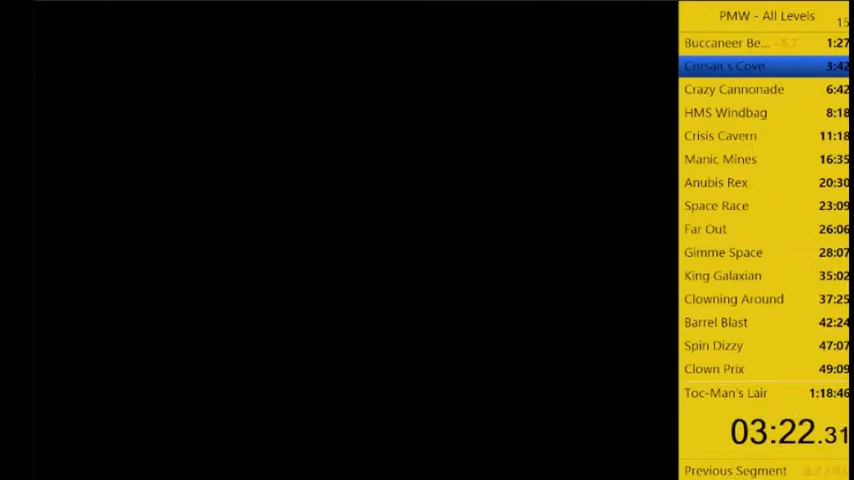 PMW - All Levels
15
Buccaneer Be... -8.7 1:27
Corsair's Cove 3:42
Crazy Cannonade 6:42
HMS Windbag 8:18
Crisis Cavern 11:18
Manic Mines 16:35
Anubis Rex 20:30
Space Race 23:09
Far Out 26:06
Gimme Space 28:07
King Galaxian 35:02
Clowning Around 37:25
Barrel Blast 42:24
Spin Dizzy 47:07
Clown Prix 49:09
Toc-Man's Lair 1:18:46
03:22.31
Previous Segment